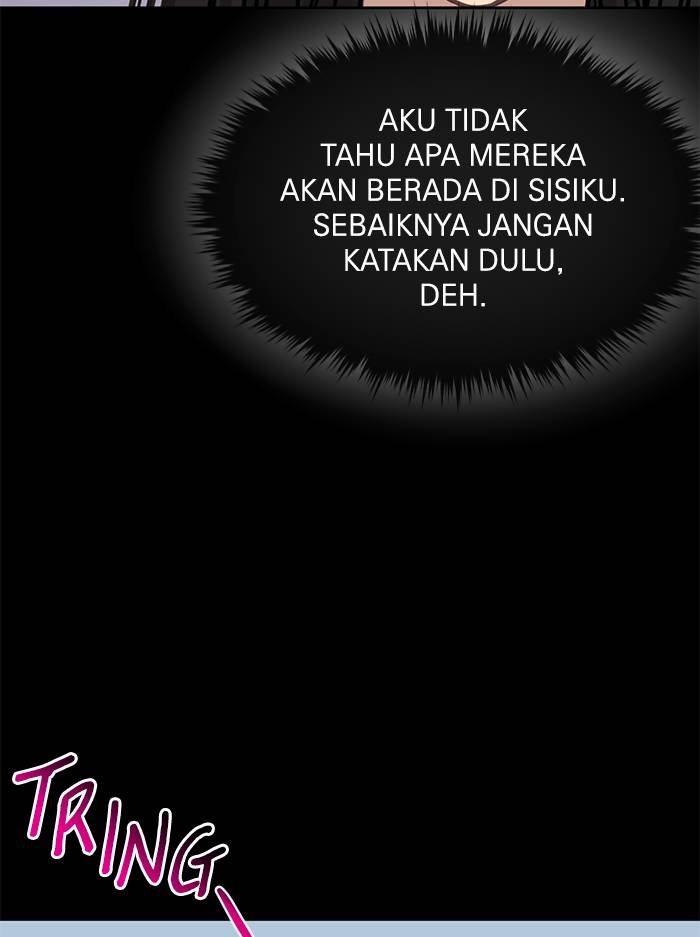 AKU TIDAK
TAHU APA MEREKA
AKAN BERADA DI SISIKU.
SEBAIKNYA JANGAN
KATAKAN DULU,
DEH.
TRING